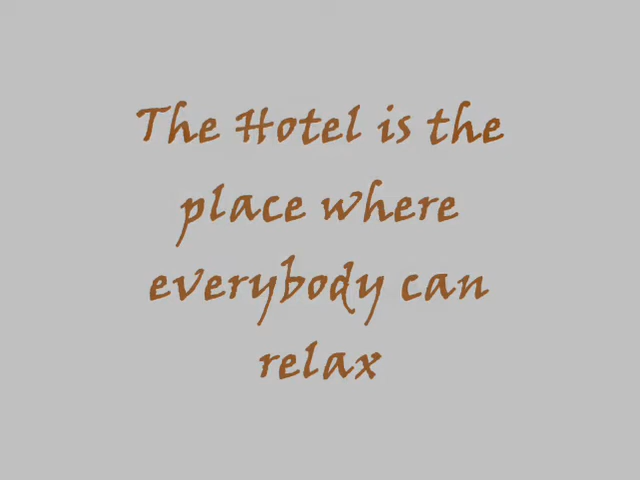 The Hotel is the
place where
everybody can
relax